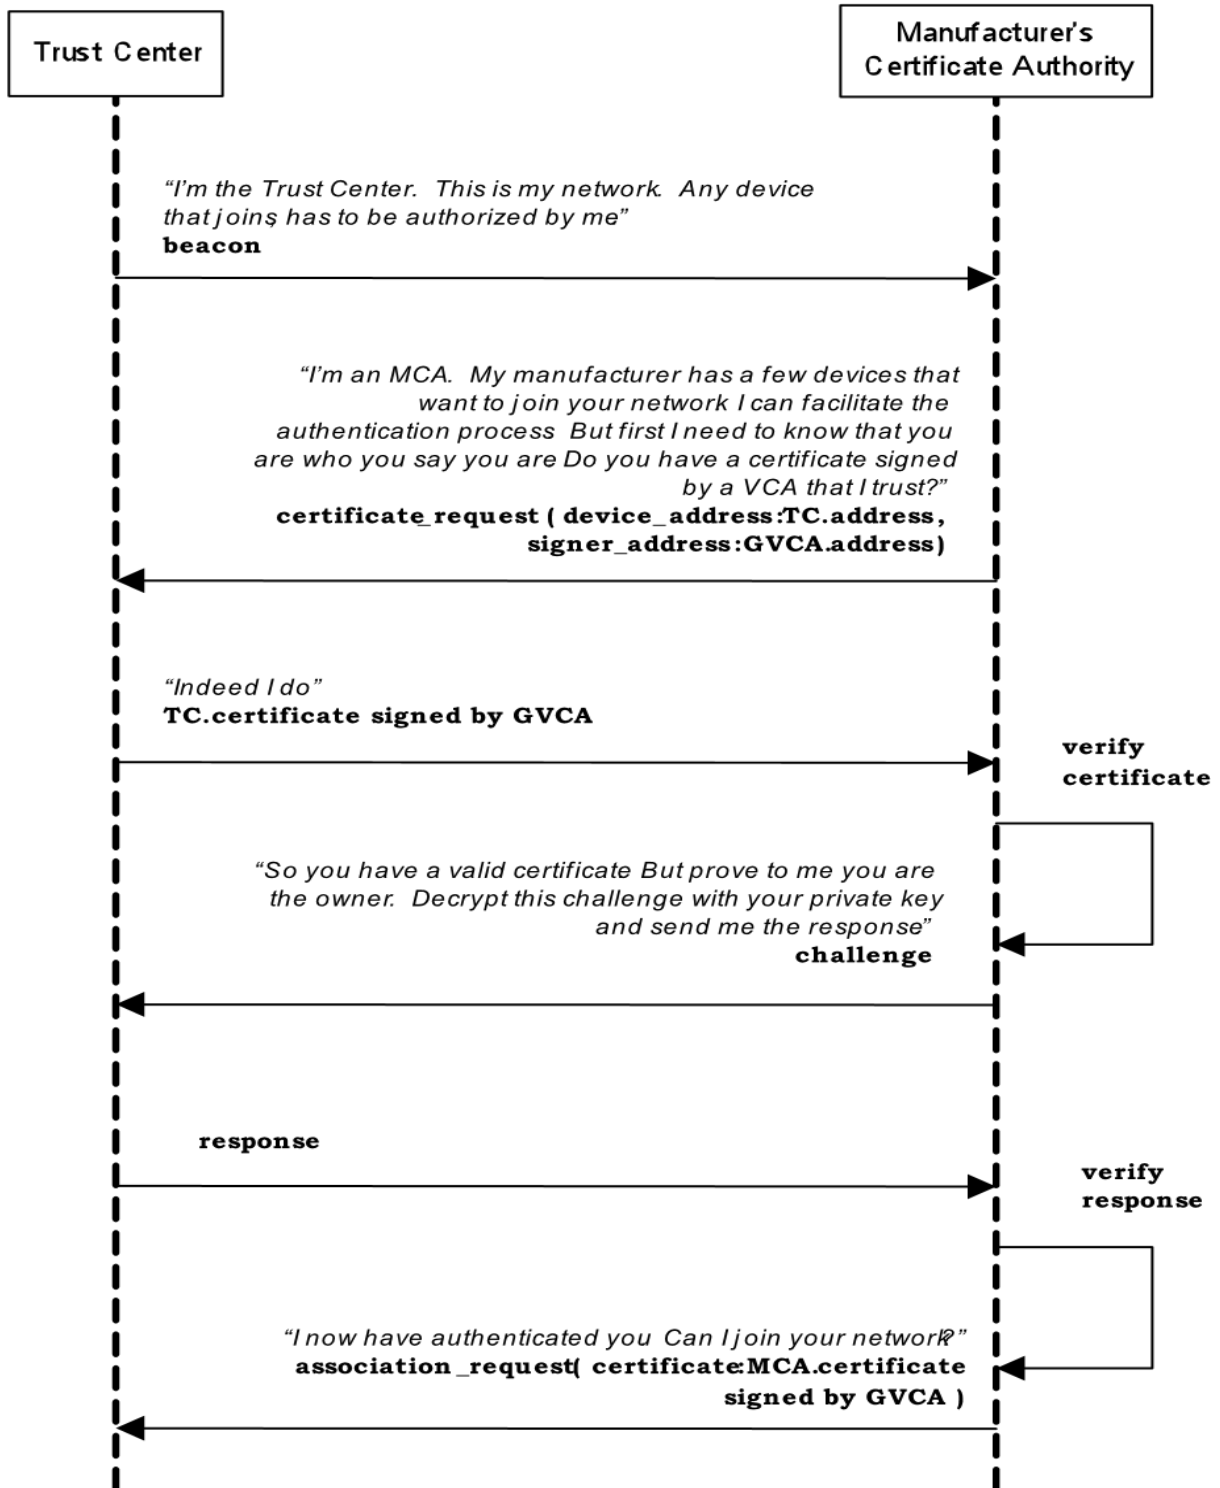 Trust Center
Manufacturer's
Certificate Authority
“I'm the Trust Center. This is my network. Any device
that joins, has to be authorized by me”
beacon
“I'm an MCA. My manufacturer has a few devices that
want to join your network I can facilitate the
authentication process But first I need to know that you
are who you say you are Do you have a certificate signed
by a VCA that I trust?”
certificate_request ( device_address:TC.address,
signer_address:GVCA.address)
“Indeed I do”
TC.certificate signed by GVCA
verify
certificate
“So you have a valid certificate But prove to me you are
the owner. Decrypt this challenge with your private key
and send me the response”
challenge
response
verify
response
“I now have authenticated you Can I join your network?”
association_request( certificate:MCA.certificate
signed by GVCA )